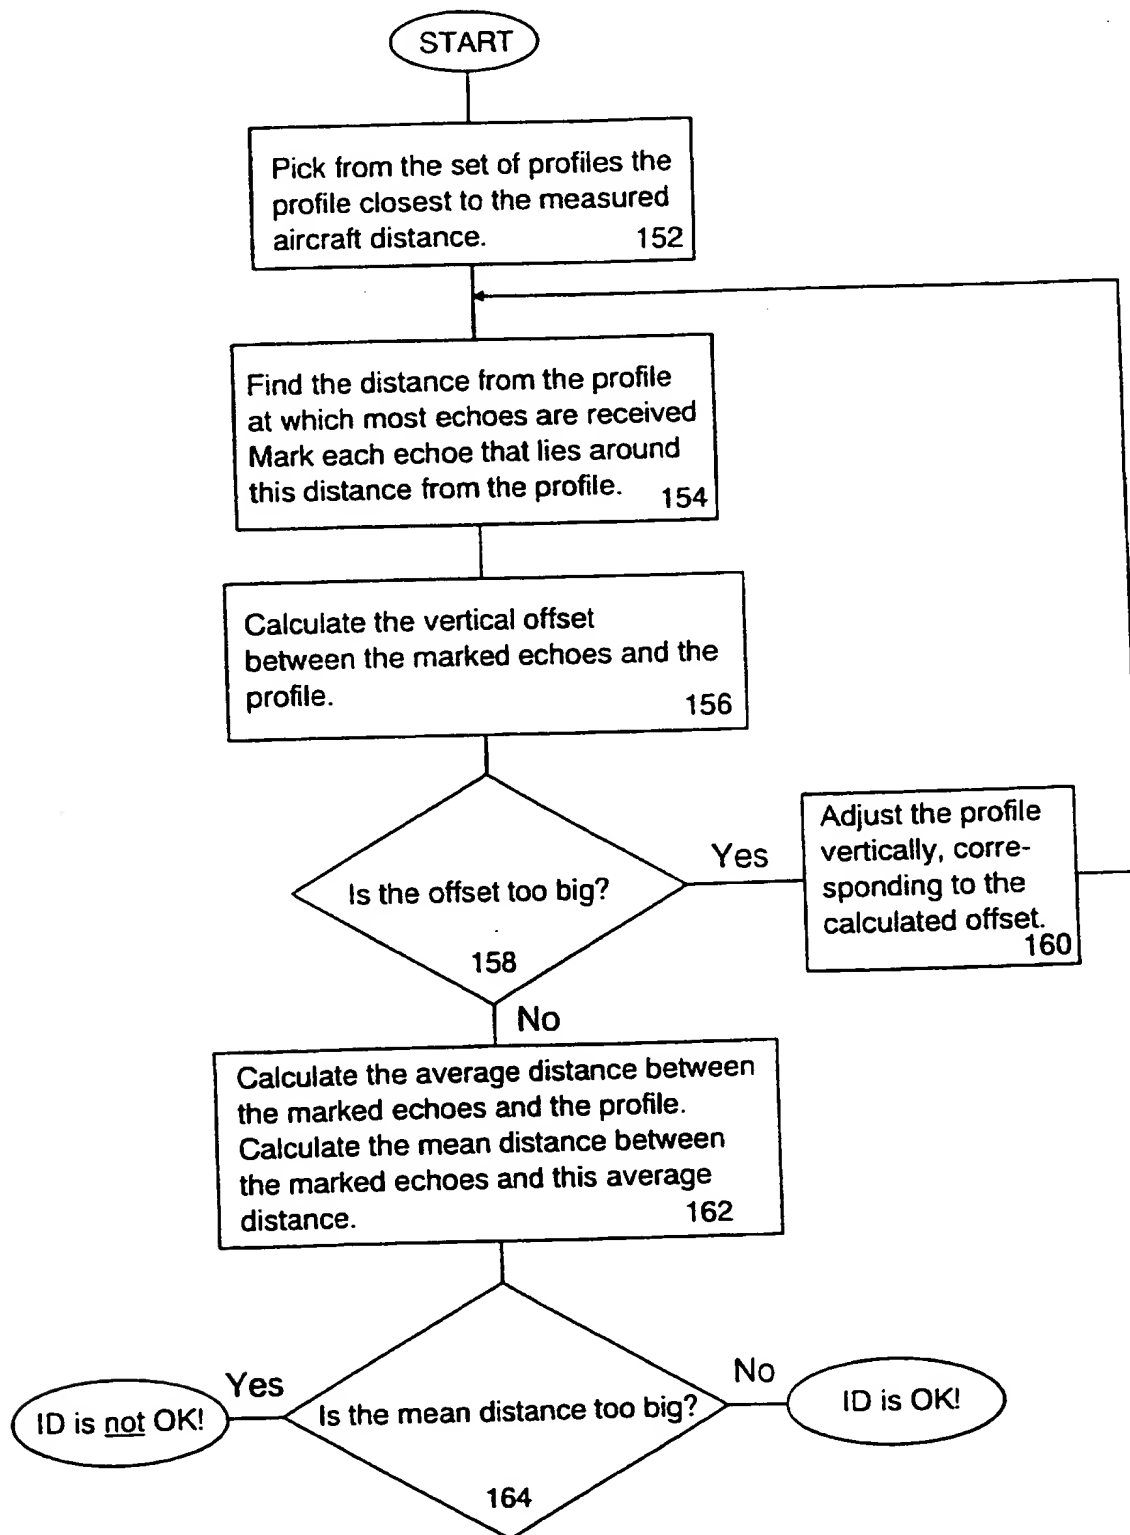 START
Pick from the set of profiles the
profile closest to the measured
aircraft distance.
152
Find the distance from the profile
at which most echoes are received
Mark each echoe that lies around
this distance from the profile.
154
Calculate the vertical offset
between the marked echoes and the
profile.
156
Is the offset too big?
158
Yes
Adjust the profile
vertically, corre-
sponding to the
calculated offset.
160
No
Calculate the average distance between
the marked echoes and the profile.
Calculate the mean distance between
the marked echoes and this average
distance.
162
Is the mean distance too big?
164
Yes
ID is not OK!
No
ID is OK!